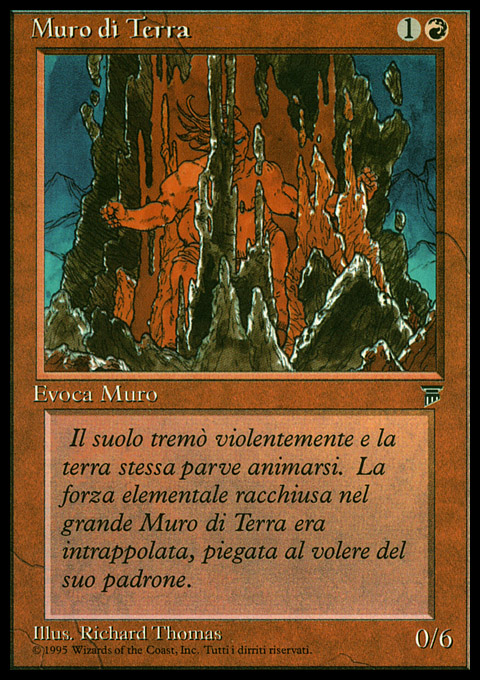 Muro di Terra 1
Evoca Muro
Il suolo tremò violentemente e la
terra stessa parve animarsi. La
forza elementale racchiusa nel
grande Muro di Terra era
intrappolata, piegata al volere del
suo padrone.
Illus. Richard Thomas
0/6
©1995 Wizards of the Coast, Inc. Tutti i dirriti riservati.